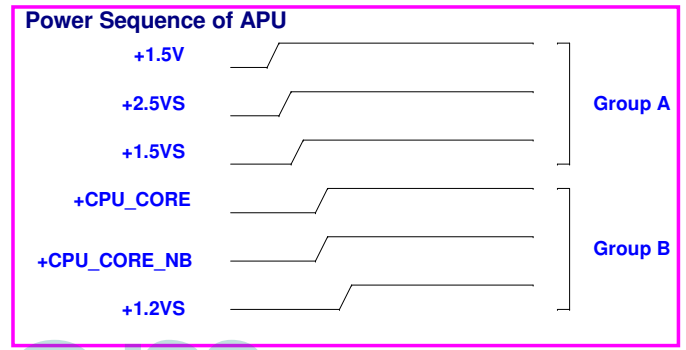 Power Sequence of APU
+1.5V
+2.5VS
Group A
+1.5VS
+CPU_CORE
+CPU_CORE_NB
Group B
+1.2VS